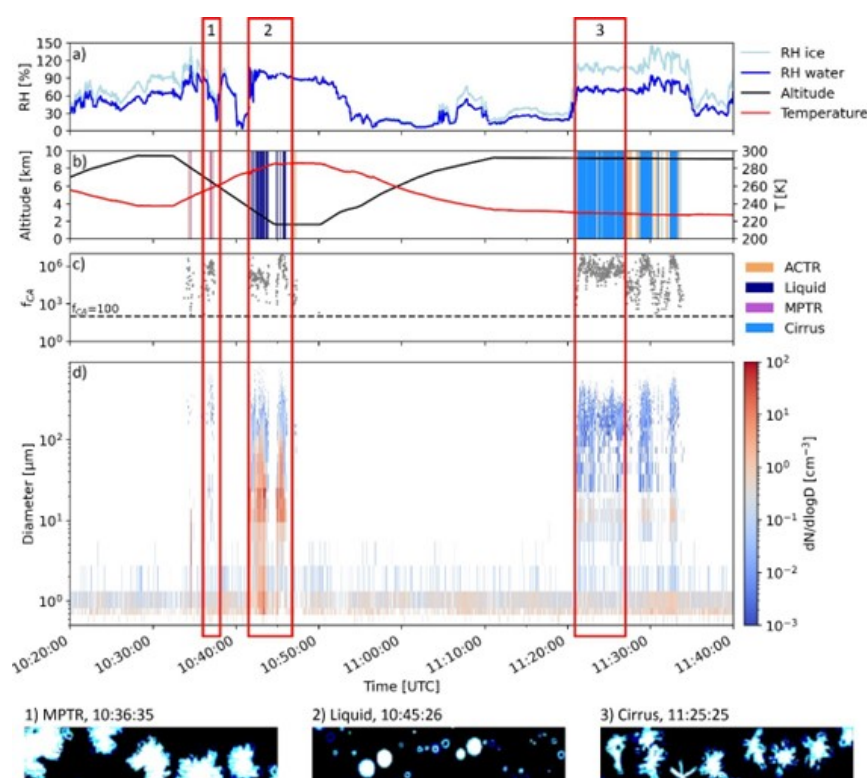 1 2 3
a)
RH [%]
150
120
90
60
30
0
RH ice
RH water
Altitude
Temperature
b)
Altitude [km]
10
8
6
4
2
0
300
280
260
240
220
200
T [K]
c)
fCA
10^6
10^3
10^0
fCA=100
ACTR
Liquid
MPTR
Cirrus
d)
Diameter [µm]
10^2
10^1
10^0
10^2
10^1
10^0
10^-1
10^-2
10^-3
dN/dlogD [cm^-3]
10:20:00 10:30:00 10:40:00 10:50:00 11:00:00 11:10:00 11:20:00 11:30:00 11:40:00
Time [UTC]
1) MPTR, 10:36:35 2) Liquid, 10:45:26 3) Cirrus, 11:25:25